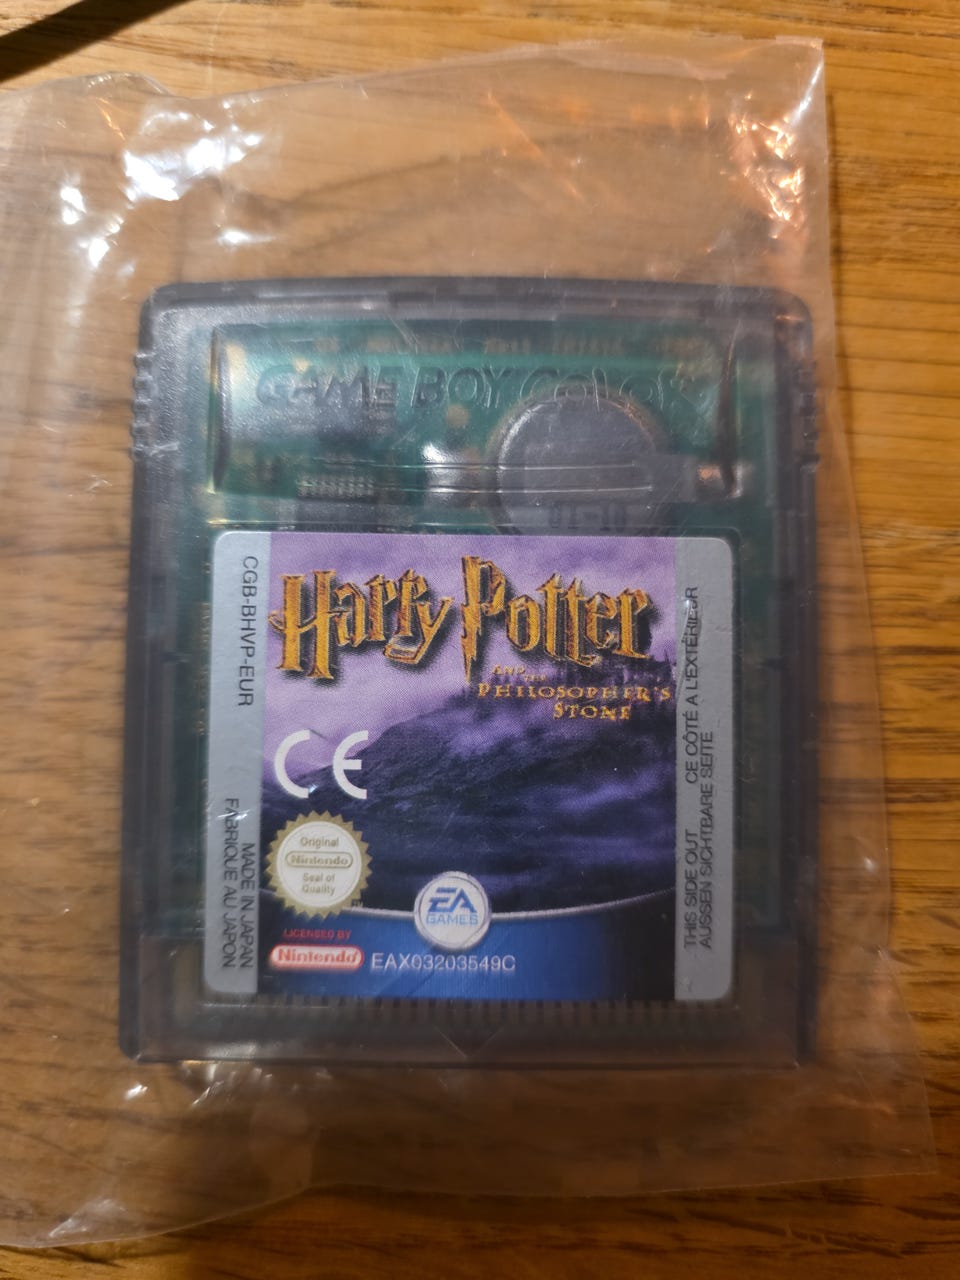 GAME BOY COLOR
CGB-BHVP-EUR
Harry Potter
AND THE
PHILOSOPHER'S
STONE
CE
Original
Nintendo
Seal of
Quality
TM
EA
GAMES
LICENSED BY
Nintendo
EAX03203549C
MADE IN JAPAN
FABRIQUÉ AU JAPON
THIS SIDE OUT CE CÔTÉ A L'EXTÉRIEUR
AUSSEN SICHTBARE SEITE